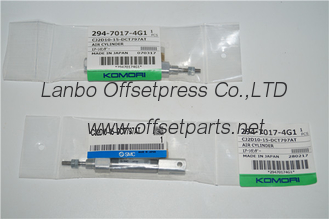 294-7017-4G1
CJ2D10-15-DCT797AT
AIR CYLINDER
MADE IN JAPAN
KOMORI
Lanbo Offsetpress Co., Ltd
www.offsetparts.net
SMC
294-7017-4G1
CJ2D10-15-DCT797AT
AIR CYLINDER
MADE IN JAPAN
KOMORI